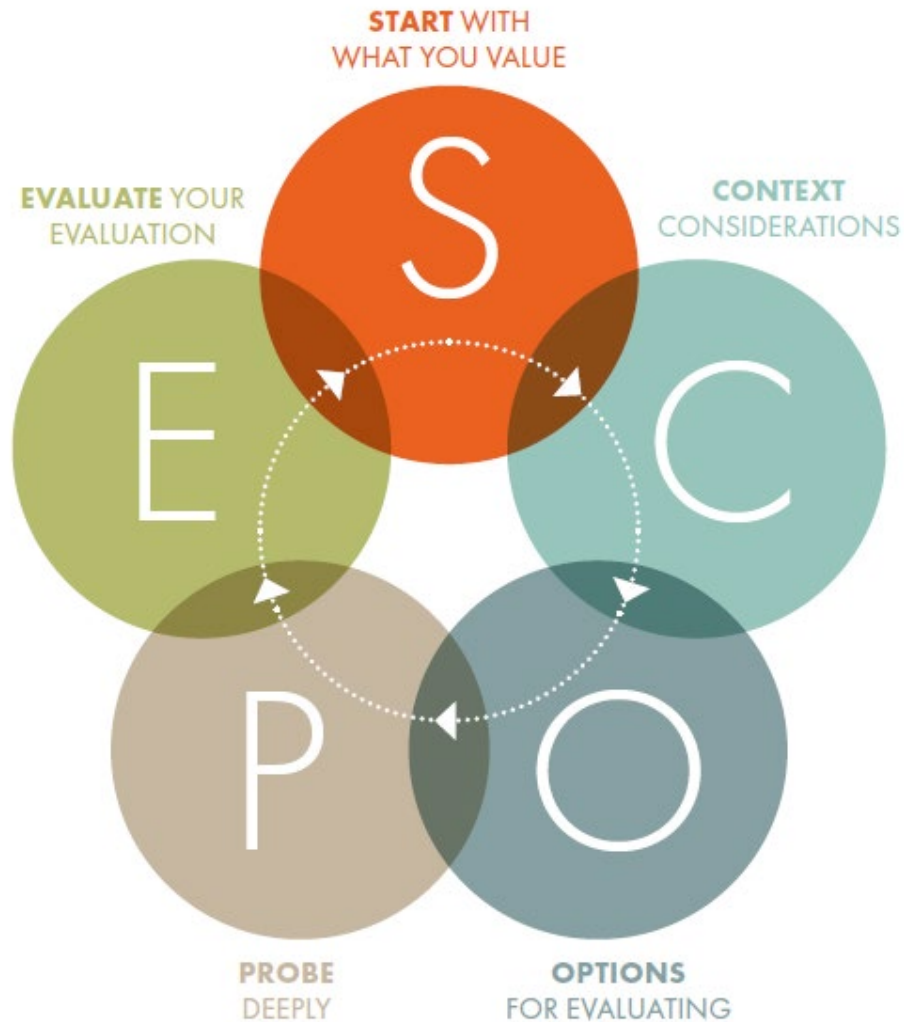 START WITH
WHAT YOU VALUE
S
CONTEXT
CONSIDERATIONS
C
O
OPTIONS
FOR EVALUATING
P
PROBE
DEEPLY
EVALUATE YOUR
EVALUATION
E